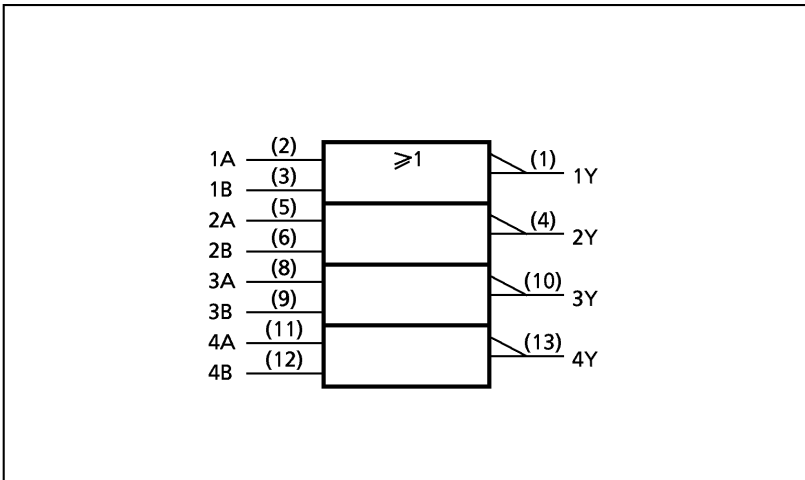 1A (2) ≥1 (1) 1Y
1B (3)
2A (5) (4) 2Y
2B (6)
3A (8) (10) 3Y
3B (9)
4A (11) (13) 4Y
4B (12)